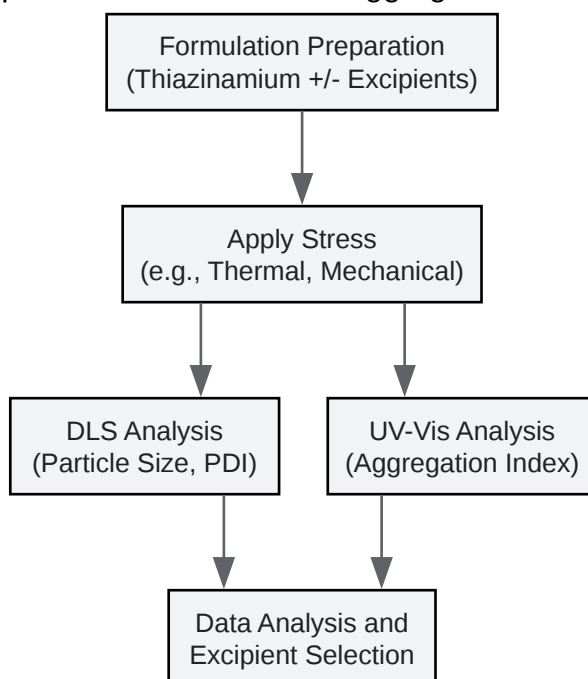 Formulation Preparation
(Thiazinamium +/- Excipients)
Apply Stress
(e.g., Thermal, Mechanical)
DLS Analysis
(Particle Size, PDI)
UV-Vis Analysis
(Aggregation Index)
Data Analysis and
Excipient Selection